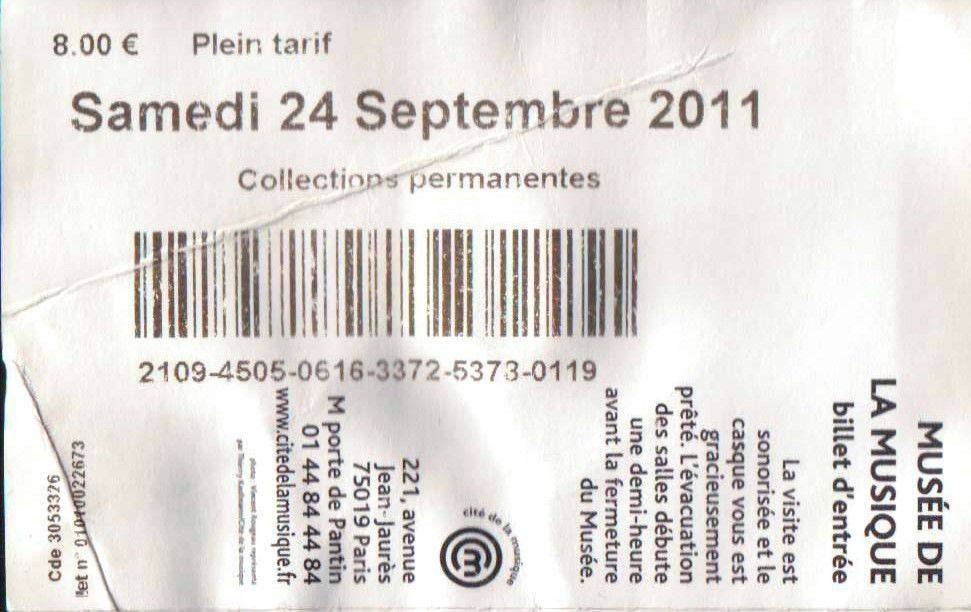 8.00 € Plein tarif
Samedi 24 Septembre 2011
Collections permanentes
2109-4505-0616-3372-5373-0119
MUSÉE DE
LA MUSIQUE
billet d'entrée
La visite est
sonorisée et le
casque vous est
gracieusement
prêté. L'évacuation
des salles débute
une demi-heure
avant la fermeture
du Musée.
cité de la musique
221, avenue
Jean-Jaurès
75019 Paris
M porte de Pantin
01 44 84 44 84
www.citedelamusique.fr
Cde 3053326
llet n°